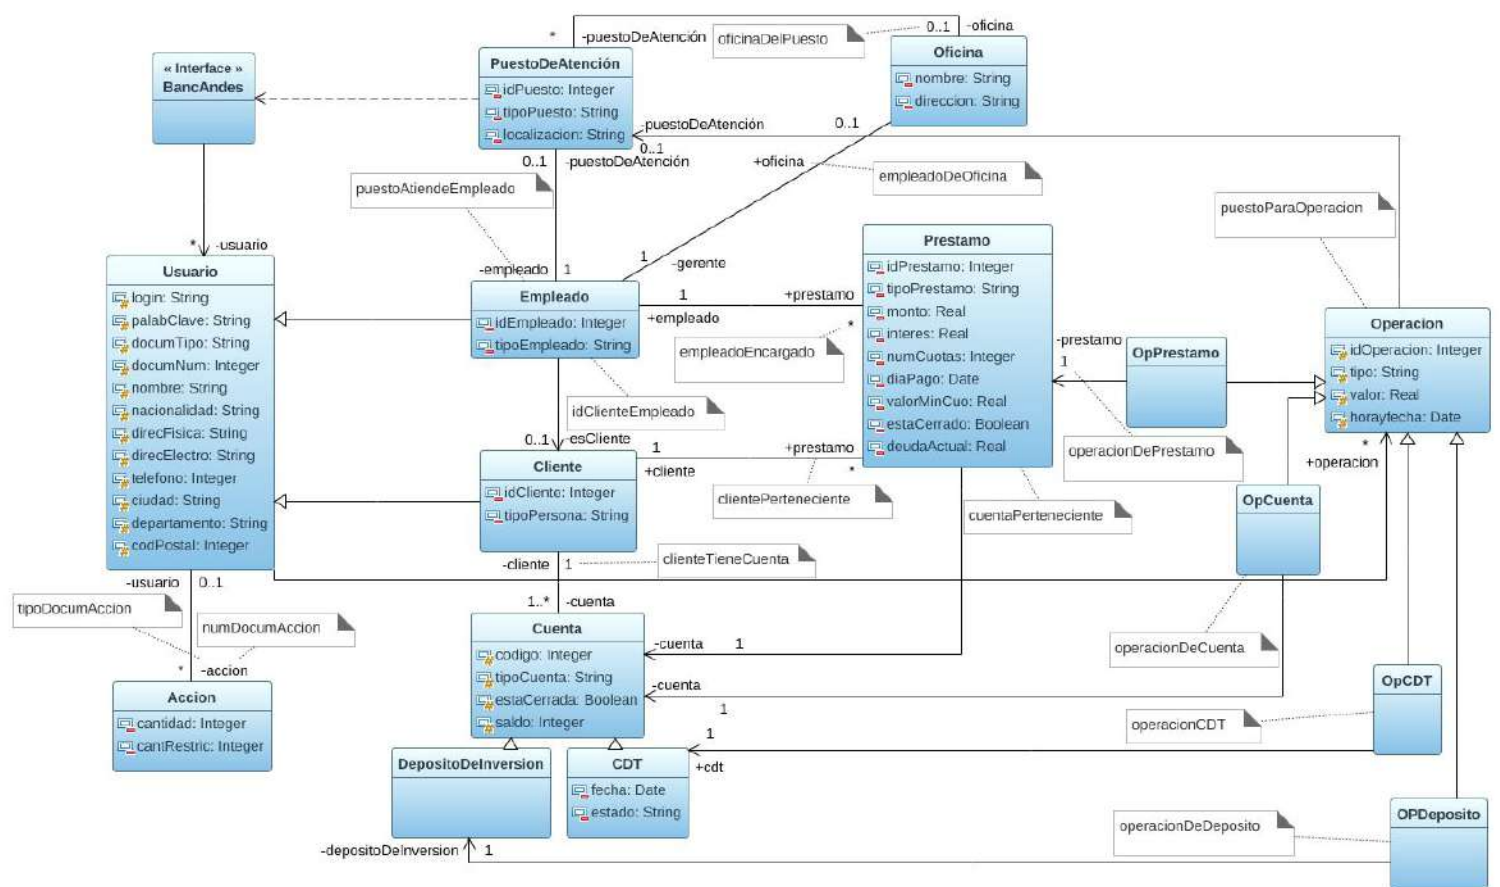 -puestoDeAtención
oficinaDelPuesto
0..1
-oficina
*
« Interface »
BancAndes
PuestoDeAtención
idPuesto: Integer
tipoPuesto: String
localizacion: String
Oficina
nombre: String
direccion: String
-puestoDeAtención
0..1
0..1
0..1
-puestoDeAtención
+oficina
empleadoDeOficina
puestoAtiendeEmpleado
puestoParaOperacion
*
-usuario
1
-gerente
-empleado
1
Usuario
login: String
palabClave: String
documTipo: String
documNum: Integer
nombre: String
nacionalidad: String
direcFisica: String
direcElectro: String
telefono: Integer
ciudad: String
departamento: String
codPostal: Integer
Empleado
idEmpleado: Integer
tipoEmpleado: String
1
+empleado
+prestamo
*
empleadoEncargado
Prestamo
idPrestamo: Integer
tipoPrestamo: String
monto: Real
interes: Real
numCuotas: Integer
diaPago: Date
valorMinCuo: Real
estaCerrado: Boolean
deudaActual: Real
-prestamo
1
OpPrestamo
Operacion
idOperacion: Integer
tipo: String
valor: Real
horayfecha: Date
*
+operacion
idClienteEmpleado
0..1
-esCliente
Cliente
idCliente: Integer
tipoPersona: String
1
+cliente
+prestamo
*
clientePerteneciente
cuentaPerteneciente
operacionDePrestamo
OpCuenta
-cliente
1
clienteTieneCuenta
-usuario
0..1
tipoDocumAccion
numDocumAccion
*
-accion
Accion
cantidad: Integer
cantRestric: Integer
1..*
-cuenta
Cuenta
codigo: Integer
tipoCuenta: String
estaCerrada: Boolean
saldo: Integer
-cuenta
1
-cuenta
1
operacionDeCuenta
OpCDT
operacionCDT
1
+cdt
DepositoDeInversion
CDT
fecha: Date
estado: String
OPDeposito
operacionDeDeposito
-depositoDeInversion
1